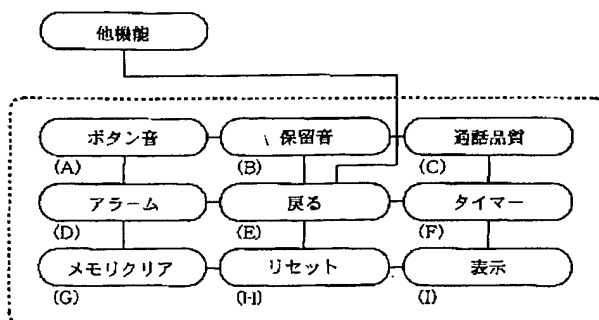 他機能
ボタン音 保留音 通話品質
(A) (B) (C)
アラーム 戻る タイマー
(D) (E) (F)
メモリクリア リセット 表示
(G) (H) (I)